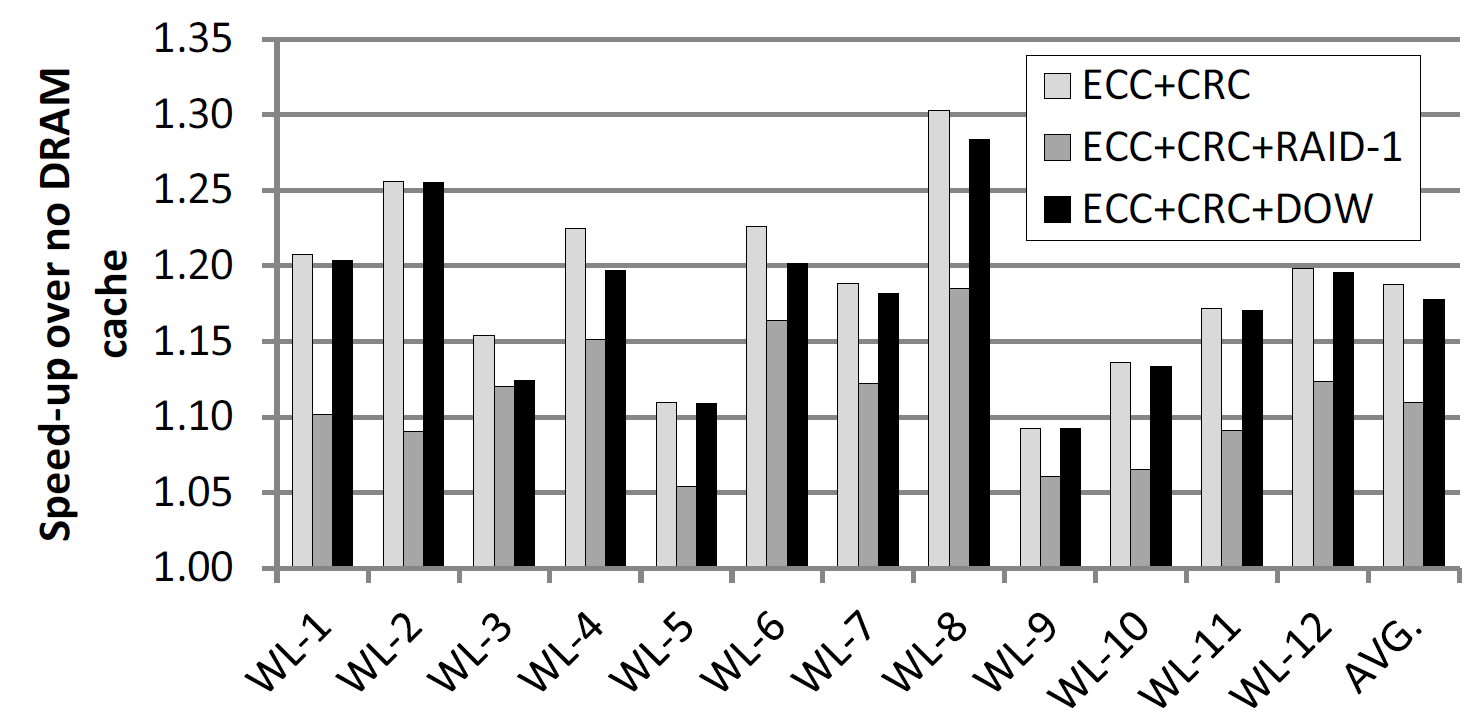 Speed-up over no DRAM
cache
1.35
1.30
1.25
1.20
1.15
1.10
1.05
1.00
ECC+CRC
ECC+CRC+RAID-1
ECC+CRC+DOW
WL-1
WL-2
WL-3
WL-4
WL-5
WL-6
WL-7
WL-8
WL-9
WL-10
WL-11
WL-12
AVG.